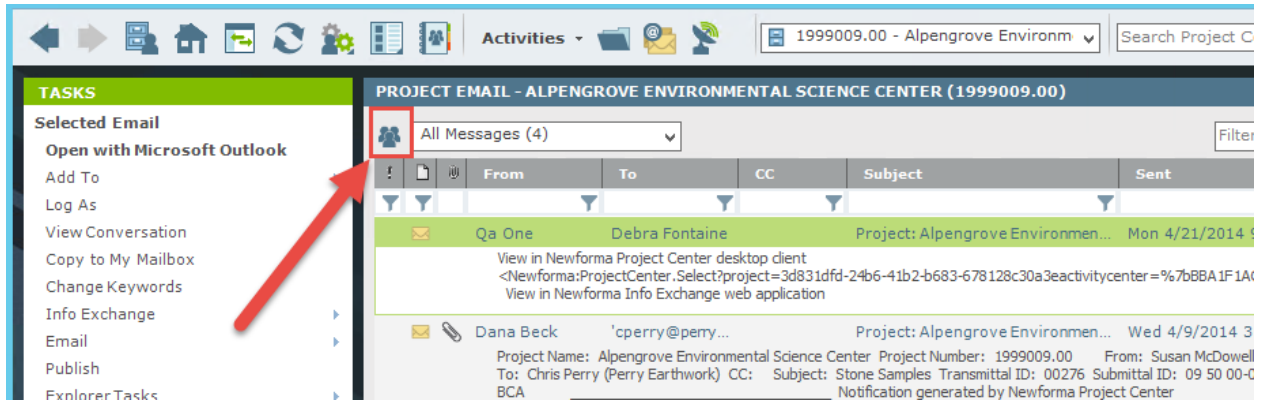 Activities
1999009.00 - Alpengrove Environm
Search Project C
TASKS
Selected Email
Open with Microsoft Outlook
Add To
Log As
View Conversation
Copy to My Mailbox
Change Keywords
Info Exchange
Email
Publish
Explorer Tasks
PROJECT EMAIL - ALPENGROVE ENVIRONMENTAL SCIENCE CENTER (1999009.00)
All Messages (4)
Filter
! From To CC Subject Sent
Qa One Debra Fontaine Project: Alpengrove Environmen... Mon 4/21/2014 9
View in Newforma Project Center desktop client
<Newforma:ProjectCenter.Select?project=3d831dfd-24b6-41b2-b683-678128c30a3eactivitycenter=%7bBBA1F1A
View in Newforma Info Exchange web application
Dana Beck 'cperry@perry... Project: Alpengrove Environmen... Wed 4/9/2014 3
Project Name: Alpengrove Environmental Science Center Project Number: 1999009.00 From: Susan McDowell
To: Chris Perry (Perry Earthwork) CC: Subject: Stone Samples Transmittal ID: 00276 Submittal ID: 09 50 00-0
BCA Notification generated by Newforma Project Center